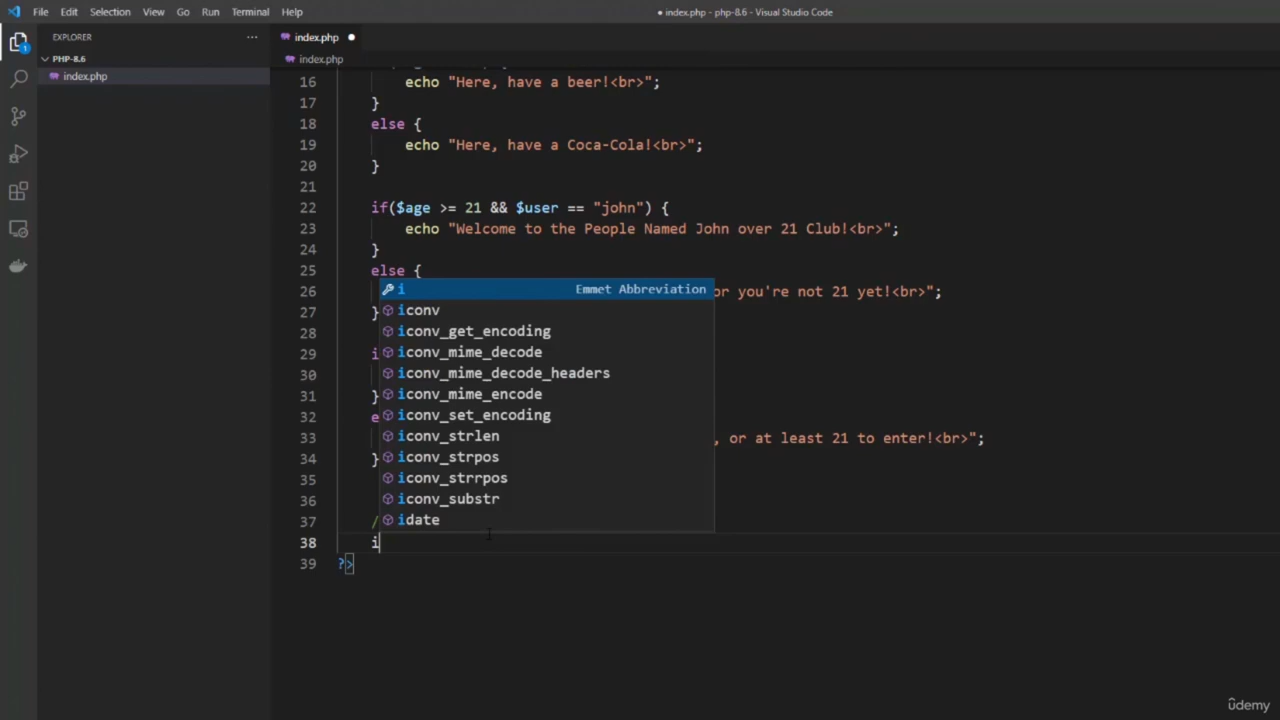 File Edit Selection View Go Run Terminal Help
● index.php - php-8.6 - Visual Studio Code
EXPLORER
...
index.php ●
1
PHP-8.6
index.php
index.php
16 echo "Here, have a beer!<br>";
17 }
18 else {
19 echo "Here, have a Coca-Cola!<br>";
20 }
21
22 if($age >= 21 && $user == "john") {
23 echo "Welcome to the People Named John over 21 Club!<br>";
24 }
25 else {
26 or you're not 21 yet!<br>";
27 }
28
29 i
30
31 }
32 e
33 , or at least 21 to enter!<br>";
34 }
35
36
37 /
38 i
39 ?>
i Emmet Abbreviation
iconv
iconv_get_encoding
iconv_mime_decode
iconv_mime_decode_headers
iconv_mime_encode
iconv_set_encoding
iconv_strlen
iconv_strpos
iconv_strrpos
iconv_substr
idate
ûdemy